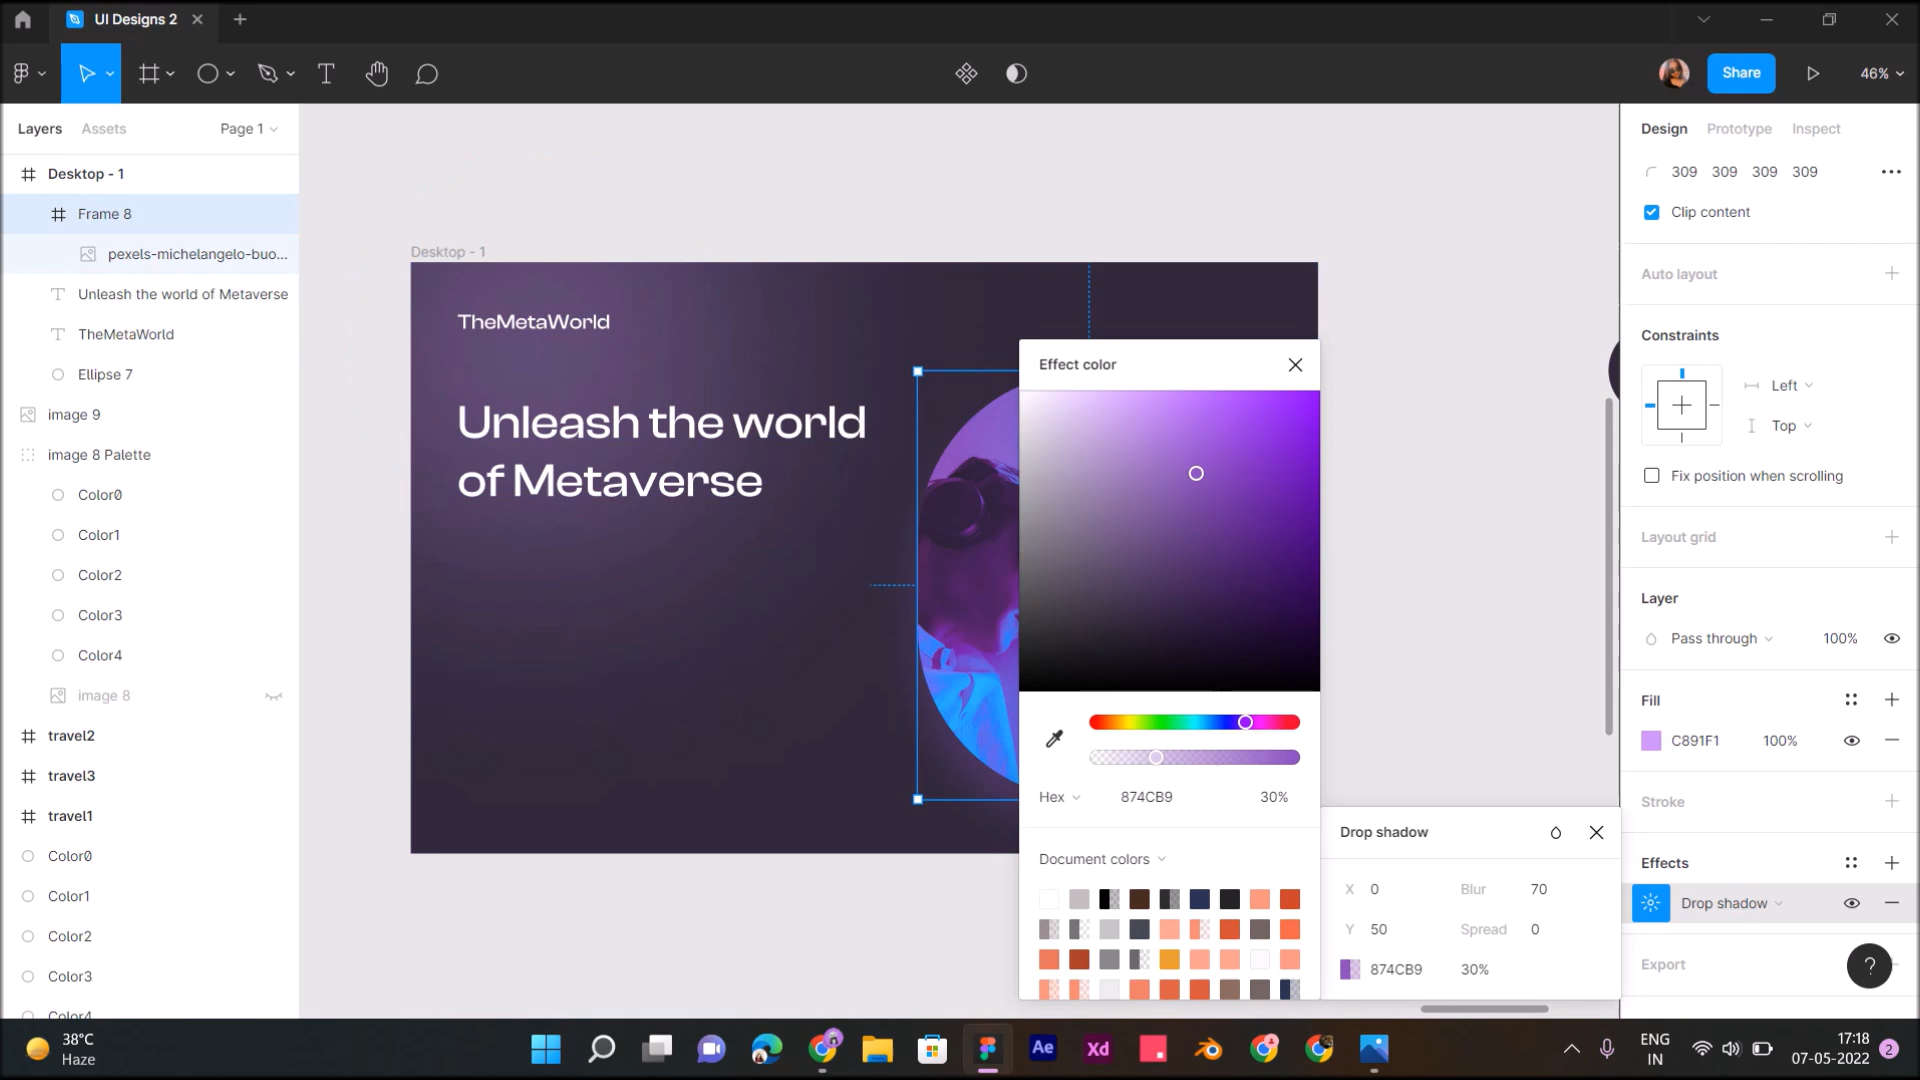 UI Designs 2
Share
46%
Layers
Assets
Page 1
Desktop - 1
Frame 8
pexels-michelangelo-buo...
Unleash the world of Metaverse
TheMetaWorld
Ellipse 7
image 9
image 8 Palette
Color0
Color1
Color2
Color3
Color4
image 8
travel2
travel3
travel1
Color0
Color1
Color2
Color3
Color4
Desktop - 1
TheMetaWorld
Unleash the world
of Metaverse
Effect color
Hex
874CB9
30%
Document colors
Drop shadow
X 0
Blur 70
Y 50
Spread 0
874CB9
30%
Design
Prototype
Inspect
309 309 309 309
Clip content
Auto layout
Constraints
Left
Top
Fix position when scrolling
Layout grid
Layer
Pass through
100%
Fill
C891F1
100%
Stroke
Effects
Drop shadow
Export
?
38°C
Haze
Ae
Xd
ENG
IN
17:18
07-05-2022
2